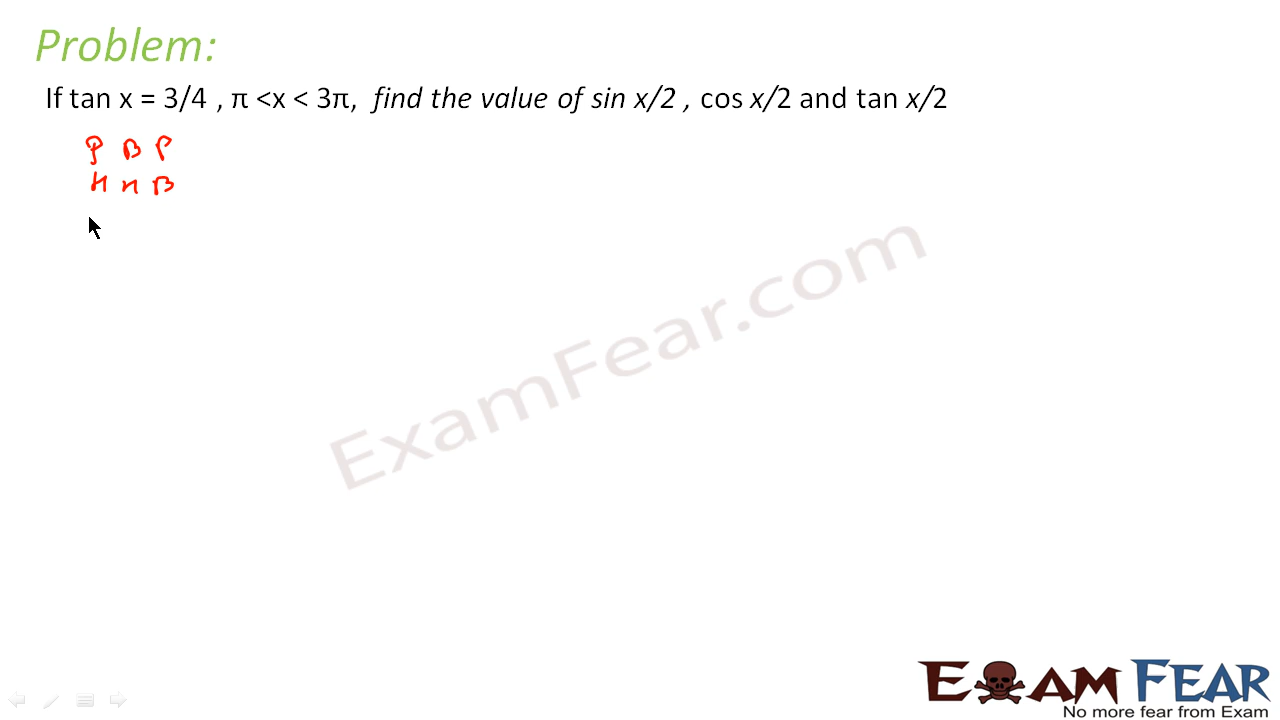 Problem:
If tan x = 3/4 , π <x < 3π, find the value of sin x/2 , cos x/2 and tan x/2
P B P
H H B
ExamFear.com
EXAM FEAR
No more fear from Exam